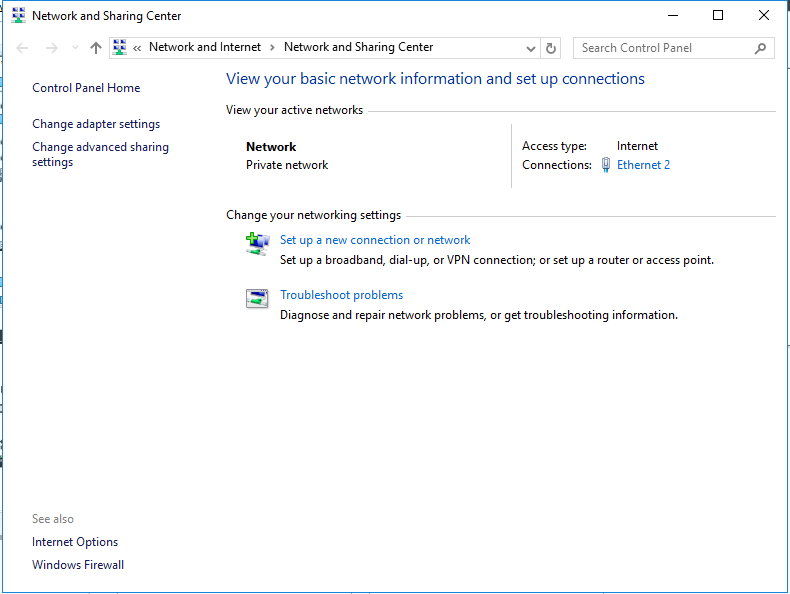 Network and Sharing Center
« Network and Internet › Network and Sharing Center
Search Control Panel
Control Panel Home
Change adapter settings
Change advanced sharing
settings
View your basic network information and set up connections
View your active networks
Network
Private network
Access type: Internet
Connections: Ethernet 2
Change your networking settings
Set up a new connection or network
Set up a broadband, dial-up, or VPN connection; or set up a router or access point.
Troubleshoot problems
Diagnose and repair network problems, or get troubleshooting information.
See also
Internet Options
Windows Firewall